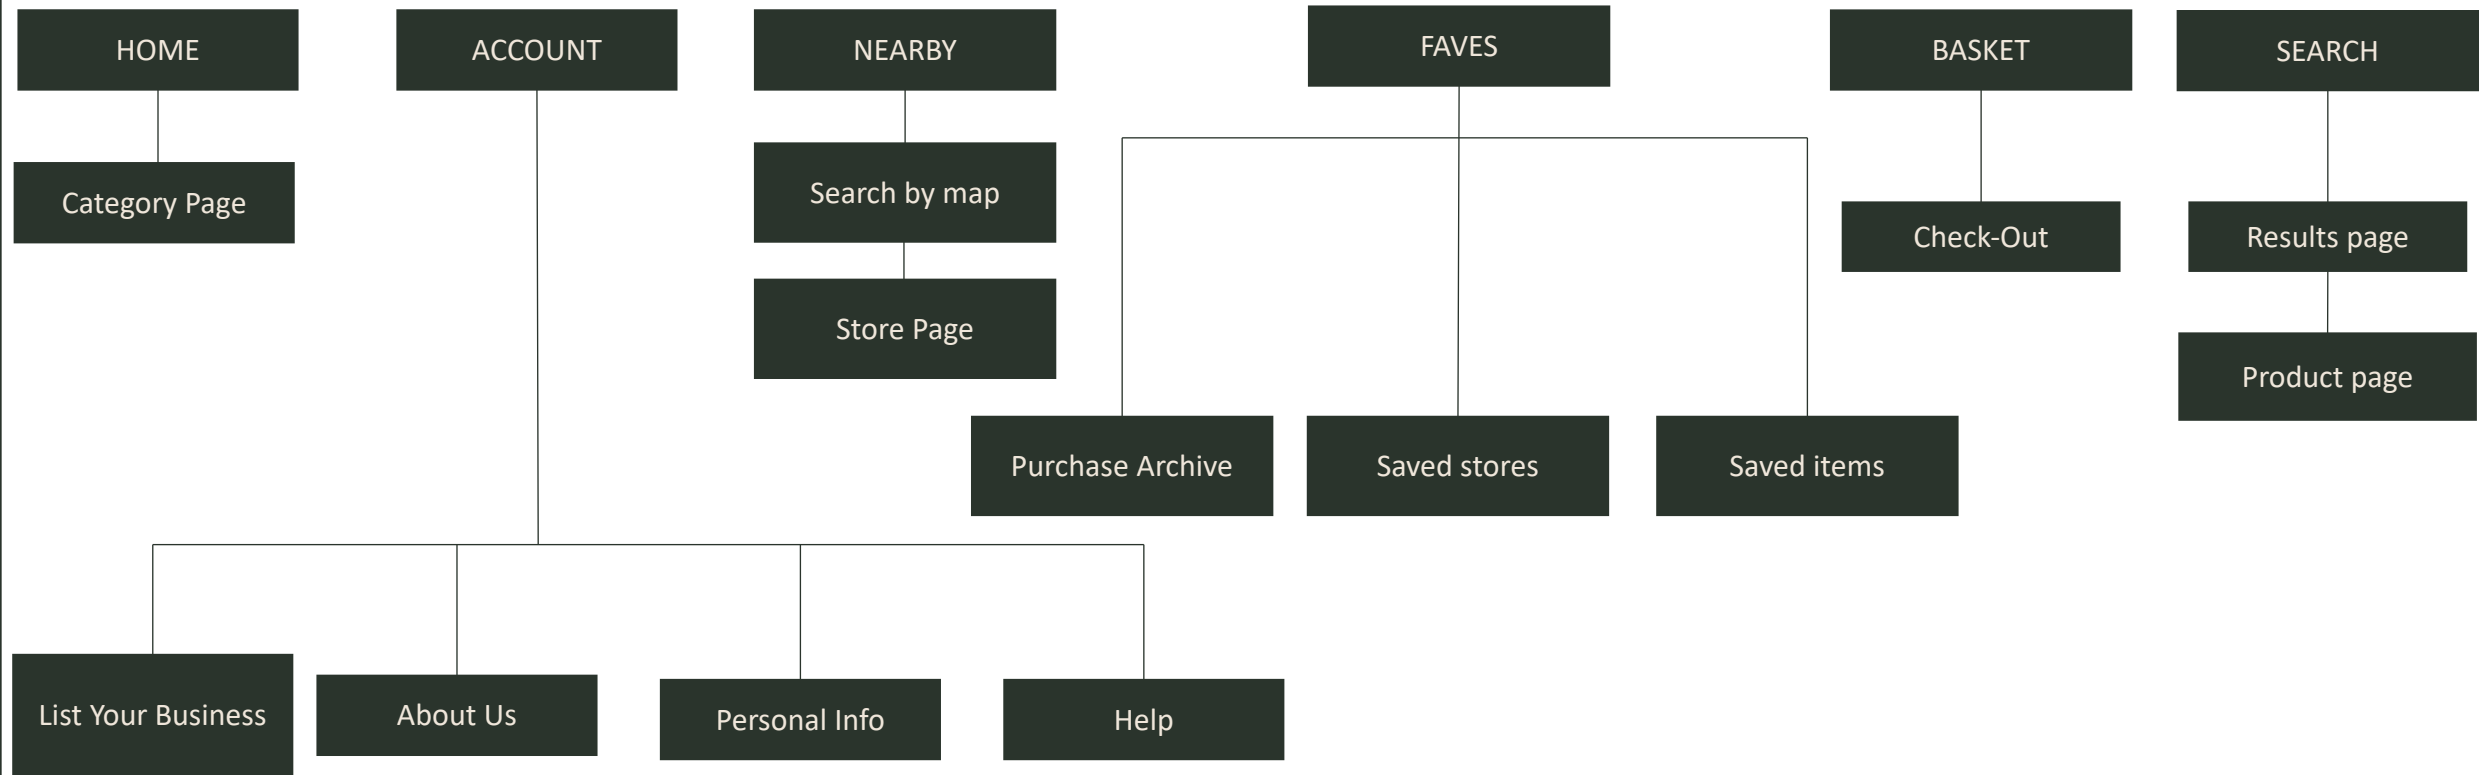 HOME
ACCOUNT
NEARBY
FAVES
BASKET
SEARCH
Category Page
Search by map
Check-Out
Results page
Store Page
Product page
Purchase Archive
Saved stores
Saved items
List Your Business
About Us
Personal Info
Help